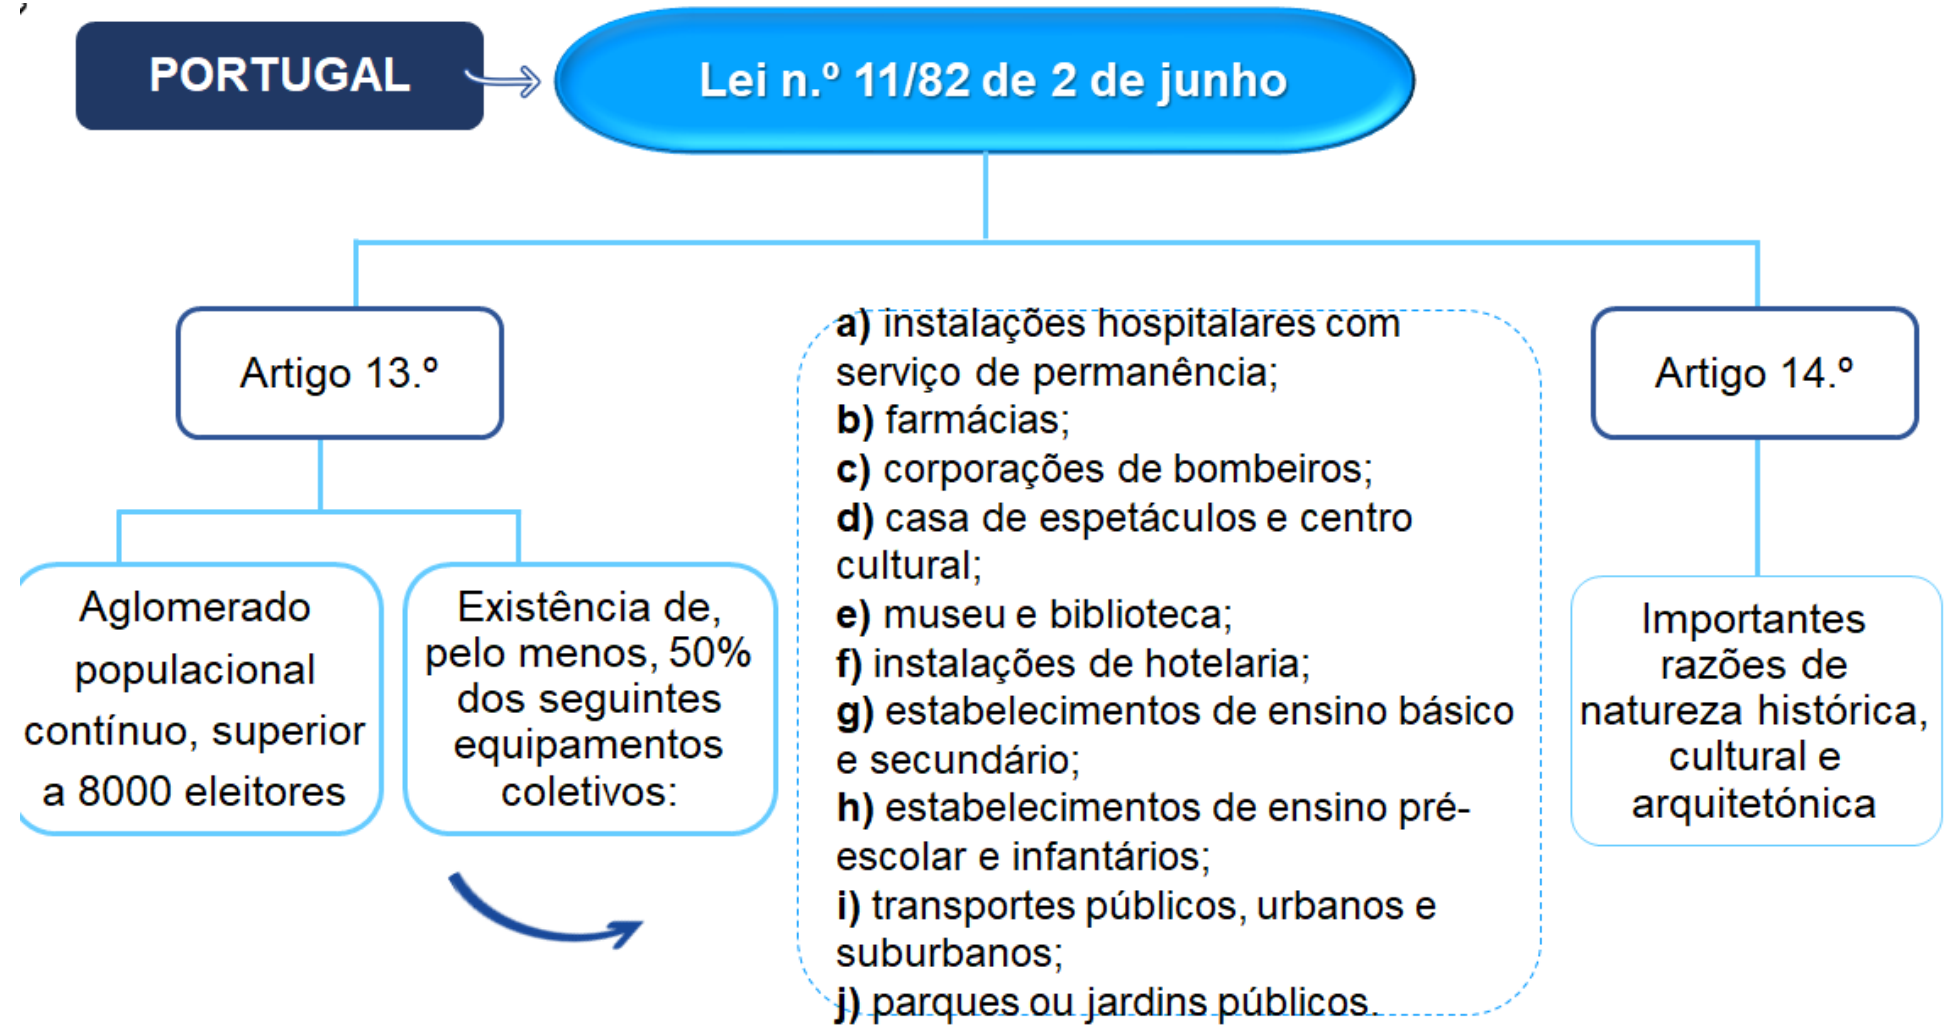 PORTUGAL
Lei n.º 11/82 de 2 de junho
Artigo 13.º
Aglomerado
populacional
contínuo, superior
a 8000 eleitores
Existência de,
pelo menos, 50%
dos seguintes
equipamentos
coletivos:
a) instalações hospitalares com
serviço de permanência;
b) farmácias;
c) corporações de bombeiros;
d) casa de espetáculos e centro
cultural;
e) museu e biblioteca;
f) instalações de hotelaria;
g) estabelecimentos de ensino básico
e secundário;
h) estabelecimentos de ensino pré-
escolar e infantários;
i) transportes públicos, urbanos e
suburbanos;
j) parques ou jardins públicos.
Artigo 14.º
Importantes
razões de
natureza histórica,
cultural e
arquitetónica